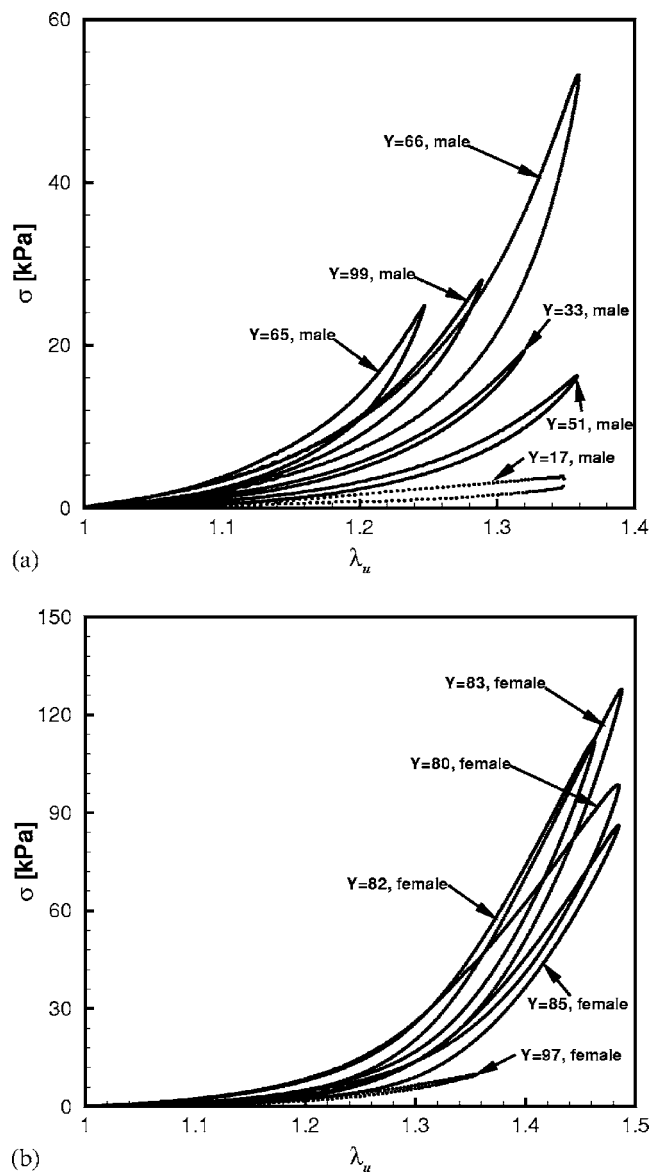 60
40
20
0
σ [kPa]
Y=66, male
Y=99, male
Y=33, male
Y=65, male
Y=51, male
Y=17, male
1 1.1 1.2 1.3 1.4
(a) λu
150
120
90
60
30
0
σ [kPa]
Y=83, female
Y=80, female
Y=82, female
Y=85, female
Y=97, female
1 1.1 1.2 1.3 1.4 1.5
(b) λu